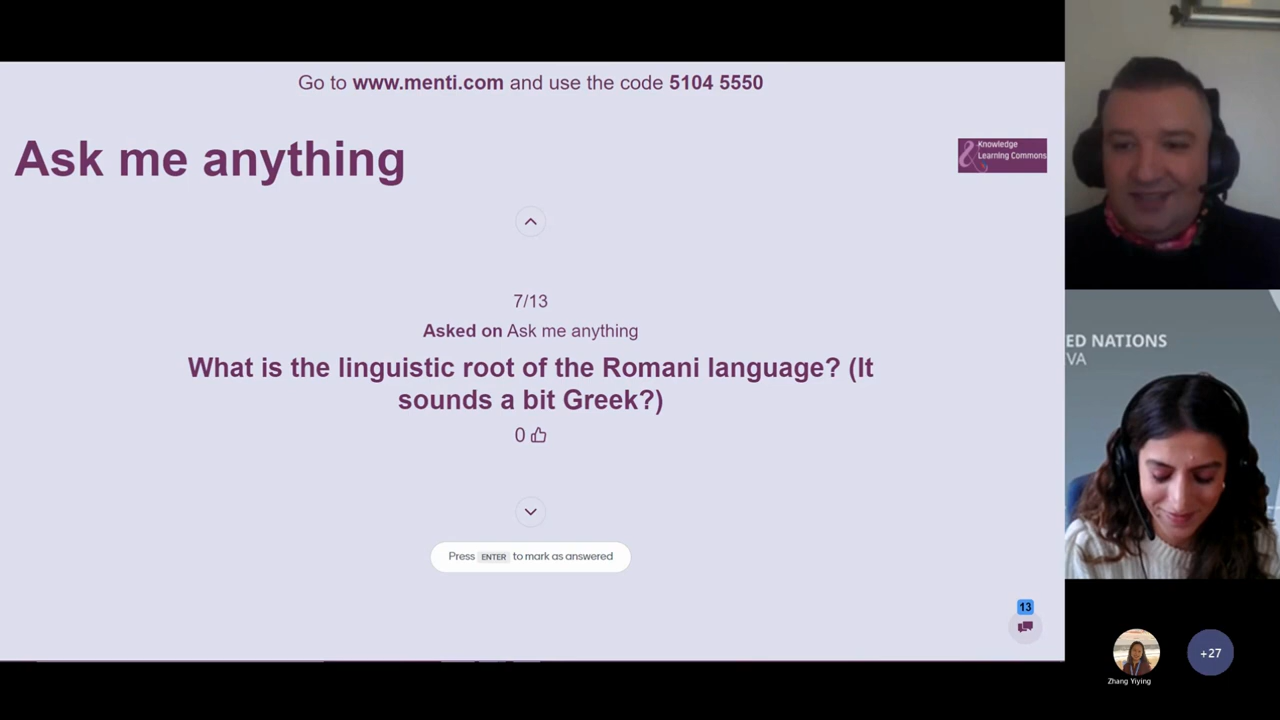 Go to www.menti.com and use the code 5104 5550
Ask me anything
Knowledge
Learning Commons
7/13
Asked on Ask me anything
What is the linguistic root of the Romani language? (It
sounds a bit Greek?)
0
Press ENTER to mark as answered
13
ED NATIONS
VA
Zhang Yiying
+27